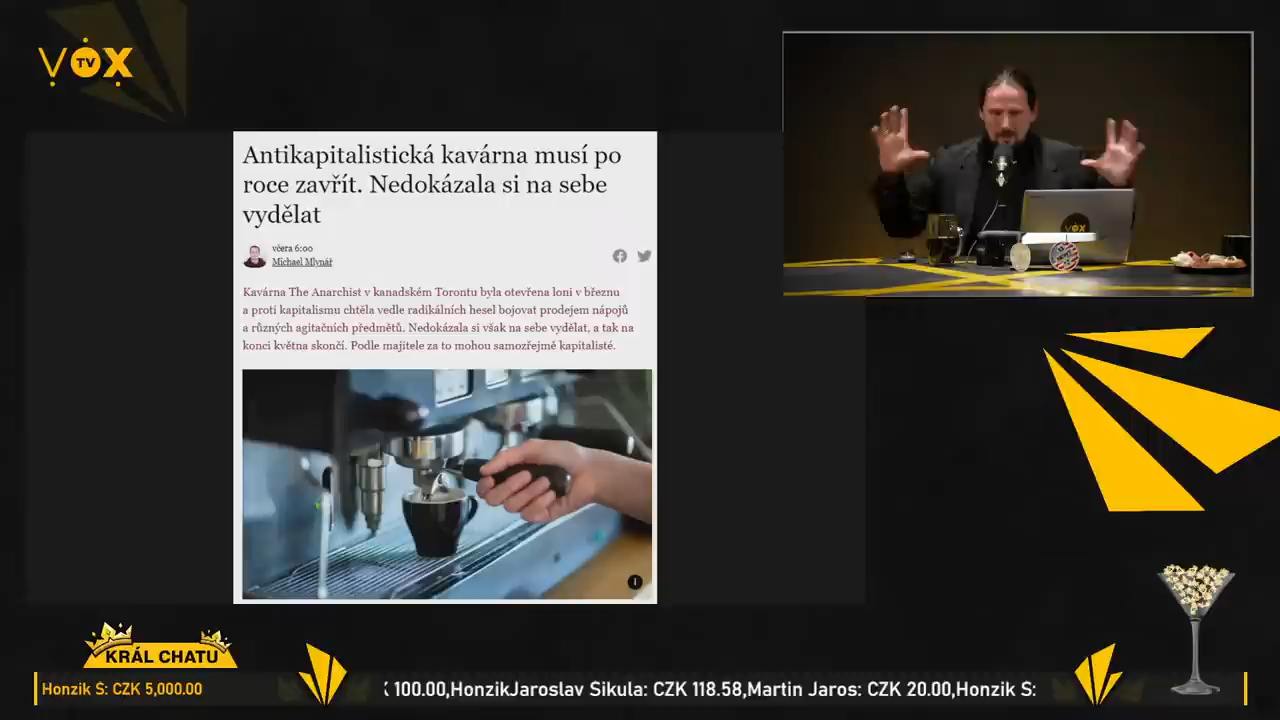 VOX
TV
Antikapitalistická kavárna musí po
roce zavřít. Nedokázala si na sebe
vydělat
včera 6:00
Michael Mlynář
Kavárna The Anarchist v kanadském Torontu byla otevřena loni v březnu
a proti kapitalismu chtěla vedle radikálních hesel bojovat prodejem nápojů
a různých agitačních předmětů. Nedokázala si však na sebe vydělat, a tak na
konci května skončí. Podle majitele za to mohou samozřejmě kapitalisté.
VOX
KRÁL CHATU
Honzik S: CZK 5,000.00
100.00,HonzikJaroslav Sikula: CZK 118.58,Martin Jaros: CZK 20.00,Honzik S: